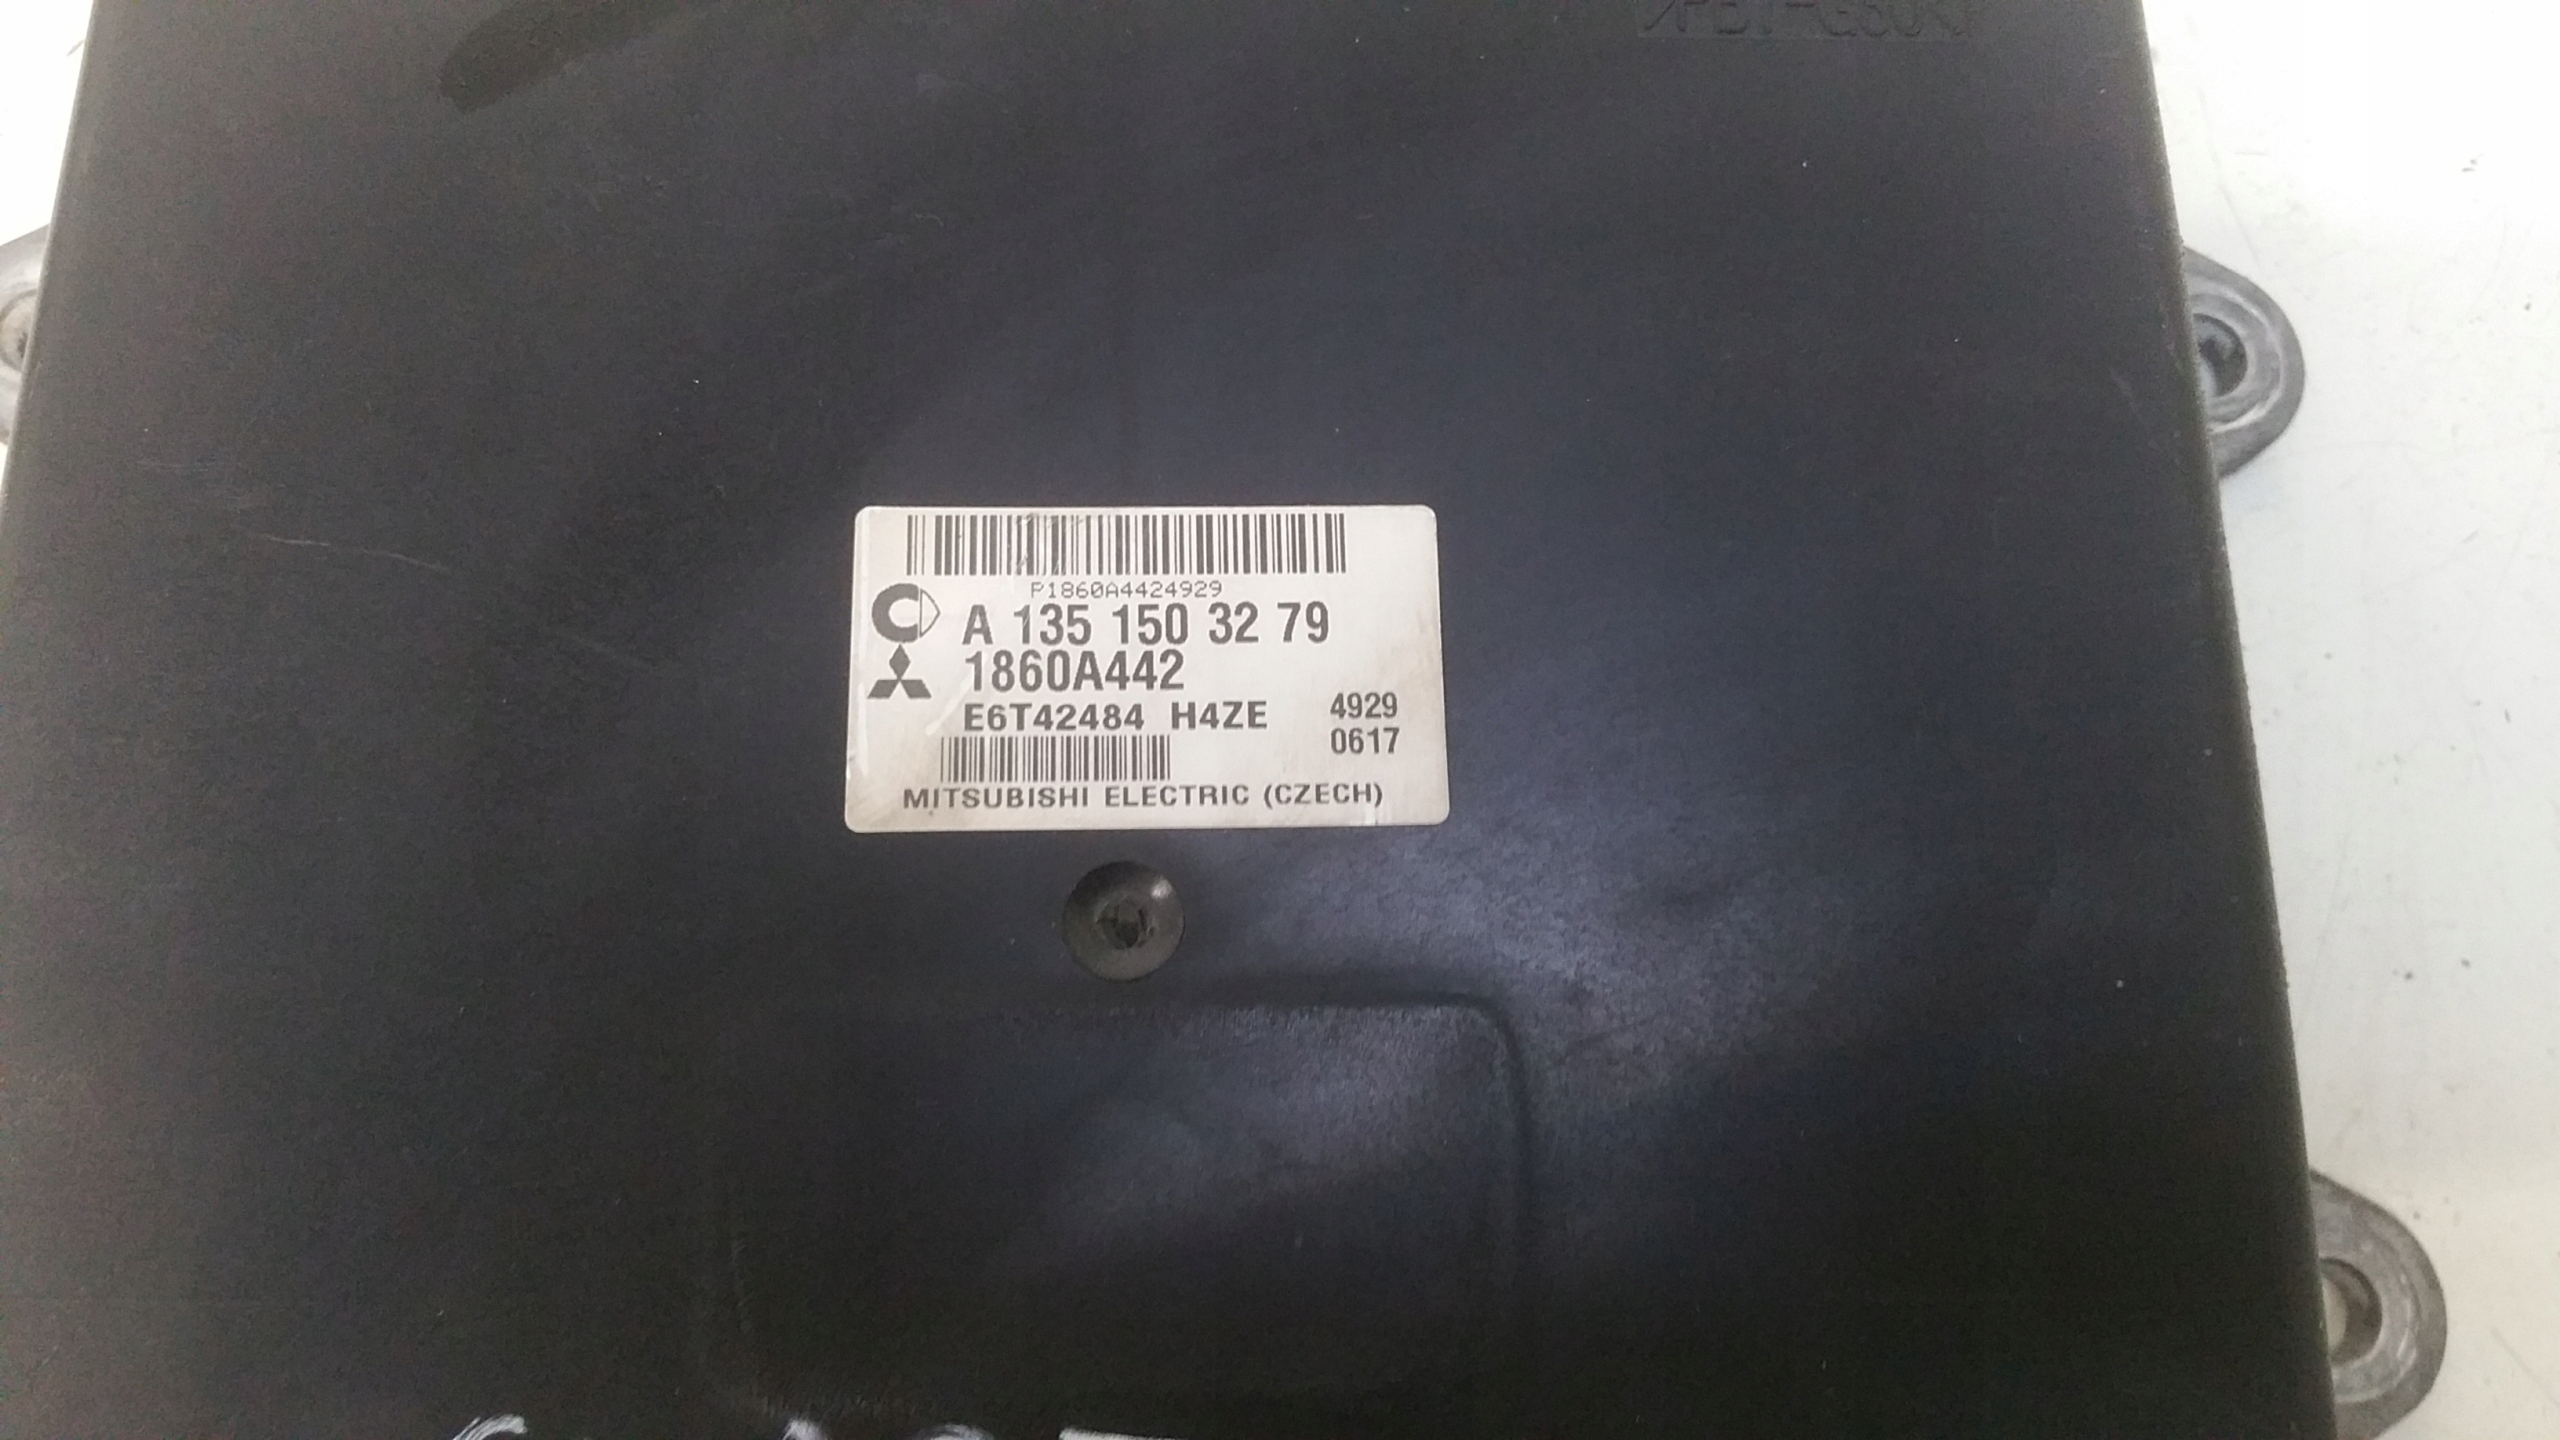 P1860A4424929
A 135 150 32 79
1860A442
E6T42484 H4ZE 4929
0617
MITSUBISHI ELECTRIC (CZECH)